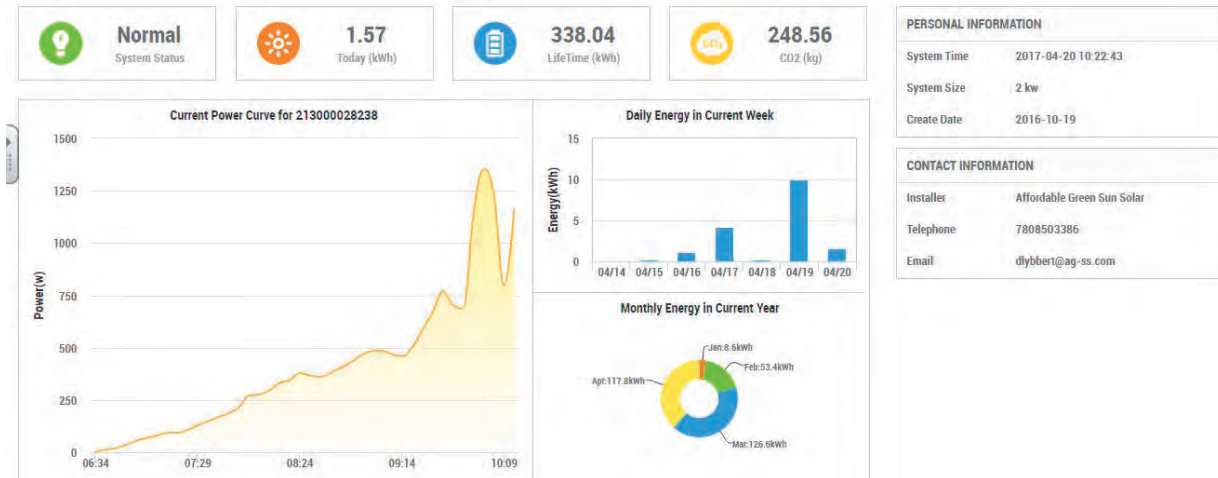 Normal
System Status
1.57
Today (kWh)
338.04
LifeTime (kWh)
CO₂
248.56
CO2 (kg)
Current Power Curve for 213000028238
Power(w)
1500
1250
1000
750
500
250
0
06:34 07:29 08:24 09:14 10:09
Daily Energy in Current Week
Energy(kWh)
15
10
5
0
04/14 04/15 04/16 04/17 04/18 04/19 04/20
Monthly Energy in Current Year
Jan:8.6kWh
Feb:53.4kWh
Apr:117.8kWh
Mar:126.6kWh
PERSONAL INFORMATION
System Time 2017-04-20 10:22:43
System Size 2 kw
Create Date 2016-10-19
CONTACT INFORMATION
Installer Affordable Green Sun Solar
Telephone 7808503386
Email dlybbert@ag-ss.com